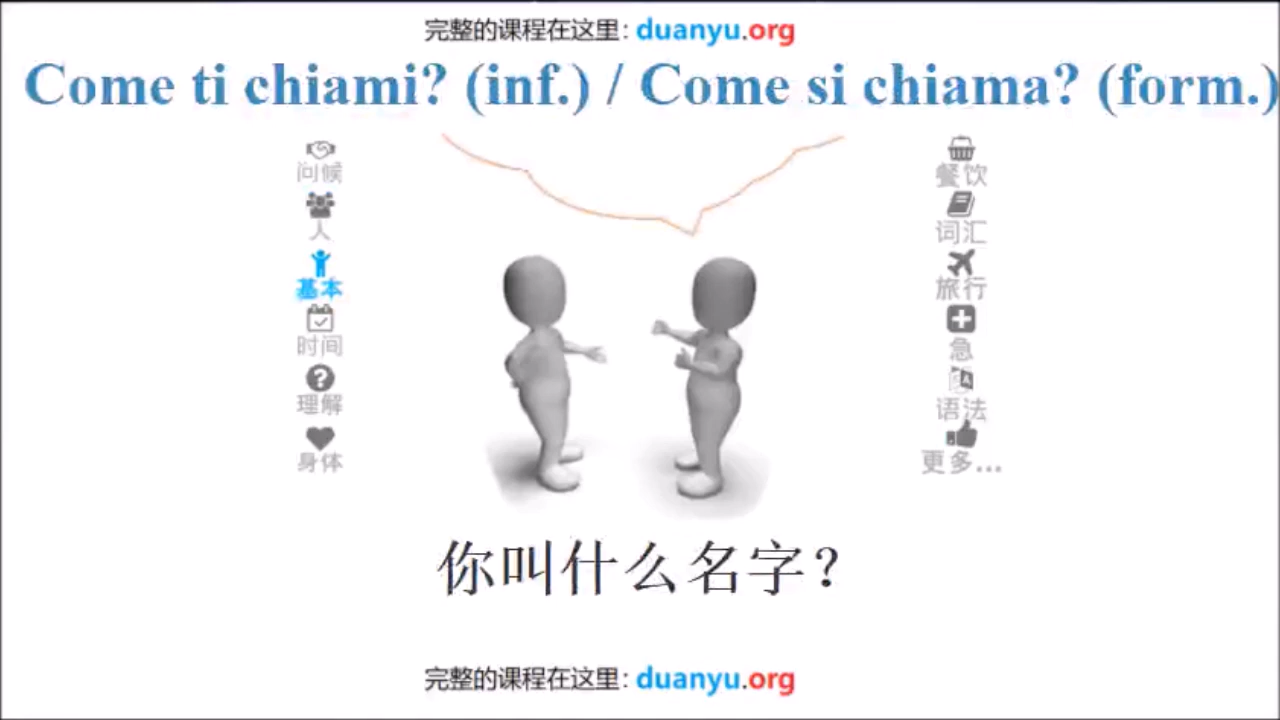 完整的课程在这里：duanyu.org
Come ti chiami? (inf.) / Come si chiama? (form.)
问候
人
基本
时间
理解
身体
餐饮
词汇
旅行
急
语法
更多...
你叫什么名字？
完整的课程在这里：duanyu.org